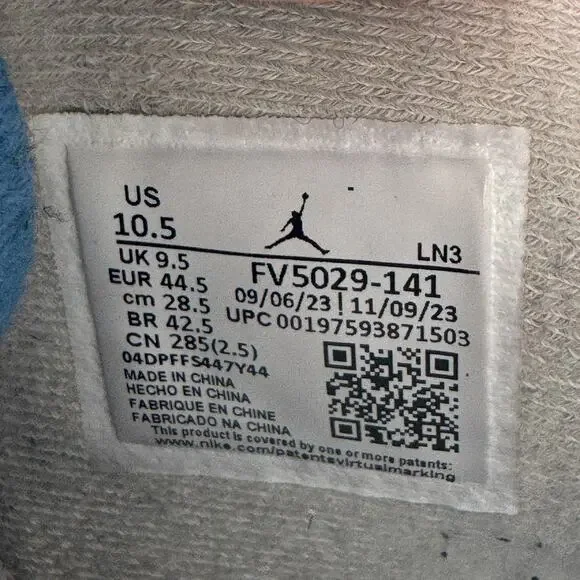 US
10.5
LN3
UK 9.5
EUR 44.5
cm 28.5
BR 42.5
CN 285(2.5)
04DPFFS447Y44
FV5029-141
09/06/23 | 11/09/23
UPC 00197593871503
MADE IN CHINA
HECHO EN CHINA
FABRIQUE EN CHINE
FABRICADO NA CHINA
This product is covered by one or more patents:
www.nike.com/patentsvirtualmarking